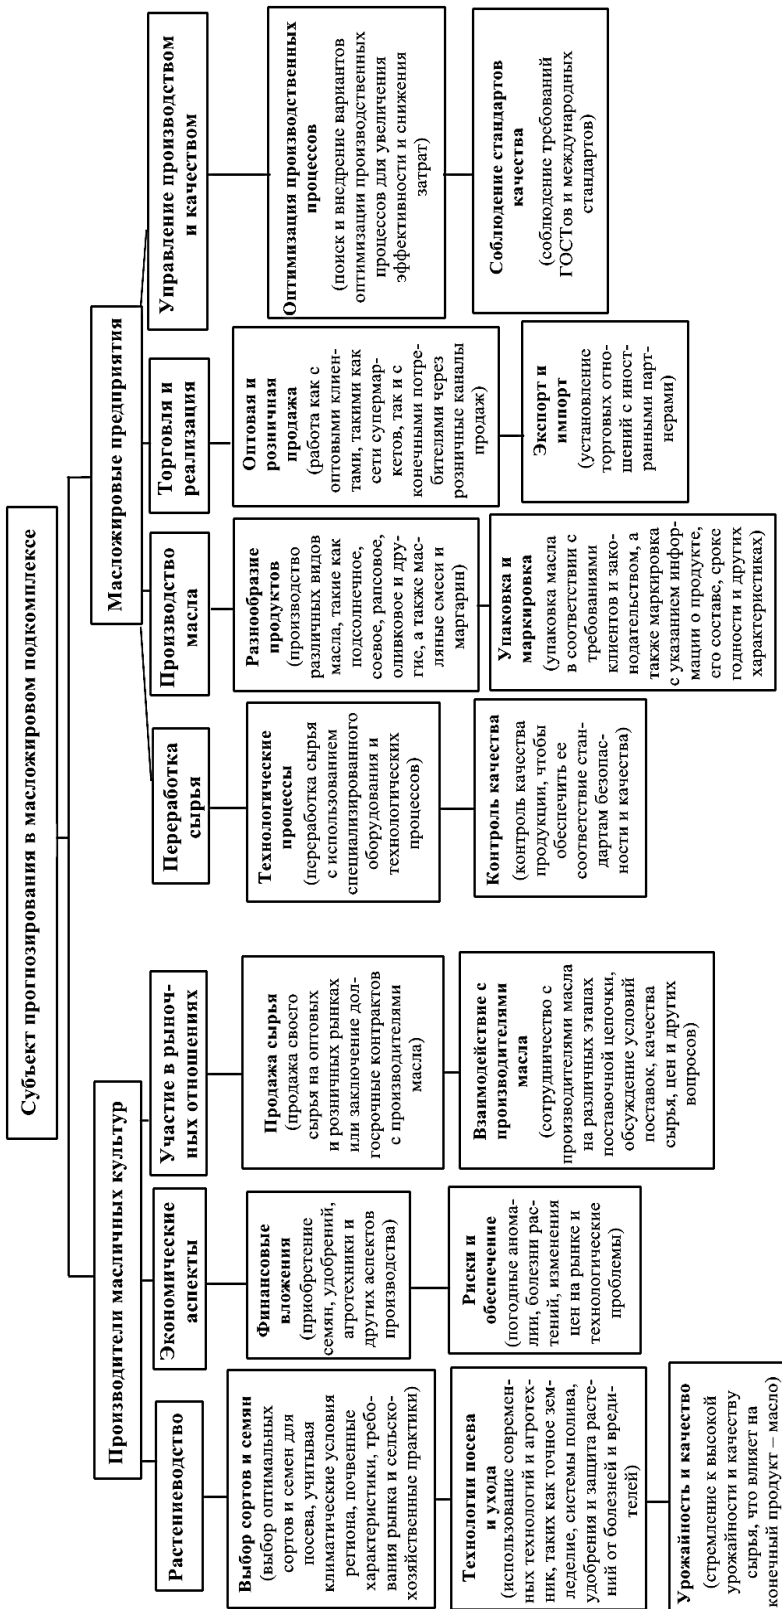 Субъект прогнозирования в масложировом подкомплексе
Производители масличных культур
Растениеводство
Выбор сортов и семян
(выбор оптимальных
сортов и семен для
посева, учитывая
климатические условия
региона, почвенные
характеристики, требо-
вания рынка и сельско-
хозяйственные практики)
Технологии посева
и ухода
(использование современ-
ных технологий и агротех-
ник, таких как точное зем-
леделие, системы полива,
удобрения и защита расте-
ний от болезней и вреди-
телей)
Урожайность и качество
(стремление к высокой
урожайности и качеству
сырья, что влияет на
конечный продукт – масло)
Экономические
аспекты
Финансовые
вложения
(приобретение
семян, удобрений,
агротехники и
других аспектов
производства)
Риски и
обеспечение
(погодные анома-
лии, болезни рас-
тений, изменения
цен на рынке и
технологические
проблемы)
Участие в рыноч-
ных отношениях
Продажа сырья
(продажа своего
сырья на оптовых
и розничных рынках
или заключение дол-
госрочные контрактов
с производителями
масла)
Взаимодействие с
производителями
масла
(сотрудничество с
производителями масла
на различных этапах
поставочной цепочки,
обсуждение условий
поставок, качества
сырья, цен и других
вопросов)
Масложировые предприятия
Переработка
сырья
Технологические
процессы
(переработка сырья
с использованием
специализированного
оборудования и
технологических
процессов)
Контроль качества
(контроль качества
продукции, чтобы
обеспечить ее
соответствие стан-
дартам безопас-
ности и качества)
Производство
масла
Разнообразие
продуктов
(производство
различных видов
масла, такие как
подсолнечное,
соевое, рапсовое,
оливковое и дру-
гие, а также мас-
ляные смеси и
маргарин)
Упаковка и
маркировка
(упаковка масла
в соответствии с
требованиями
клиентов и зако-
нодательством, а
также маркировка
с указанием инфор-
мации о продукте,
его составе, сроке
годности и других
характеристиках)
Торговля и
реализация
Оптовая и
розничная
продажа
(работа как с
оптовыми клиен-
тами, такими как
сети супермар-
кетов, так и с
конечными потре-
бителями через
розничные каналы
продаж)
Экспорт и
импорт
(установление
торговых отно-
шений с иност-
ранными парт-
нерами)
Управление производством
и качеством
Оптимизация производственных
процессов
(поиск и внедрение вариантов
оптимизации производственных
процессов для увеличения
эффективности и снижения
затрат)
Соблюдение стандартов
качества
(соблюдение требований
ГОСТов и международных
стандартов)